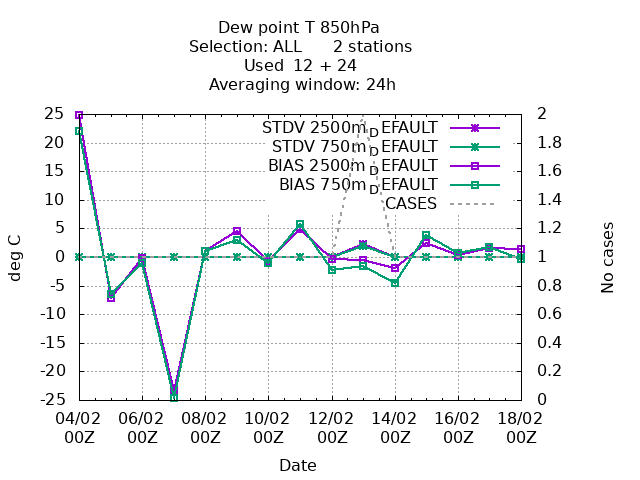 Dew point T 850hPa
Selection: ALL 2 stations
Used 12 + 24
Averaging window: 24h
25 2
20 1.8
15 1.6
10 1.4
5 1.2
0 1
-5 0.8
-10 0.6
-15 0.4
-20 0.2
-25 0
STDV 2500m_DEFAULT
STDV 750m_DEFAULT
BIAS 2500m_DEFAULT
BIAS 750m_DEFAULT
CASES
deg C
No cases
04/02 06/02 08/02 10/02 12/02 14/02 16/02 18/02
00Z 00Z 00Z 00Z 00Z 00Z 00Z 00Z
Date